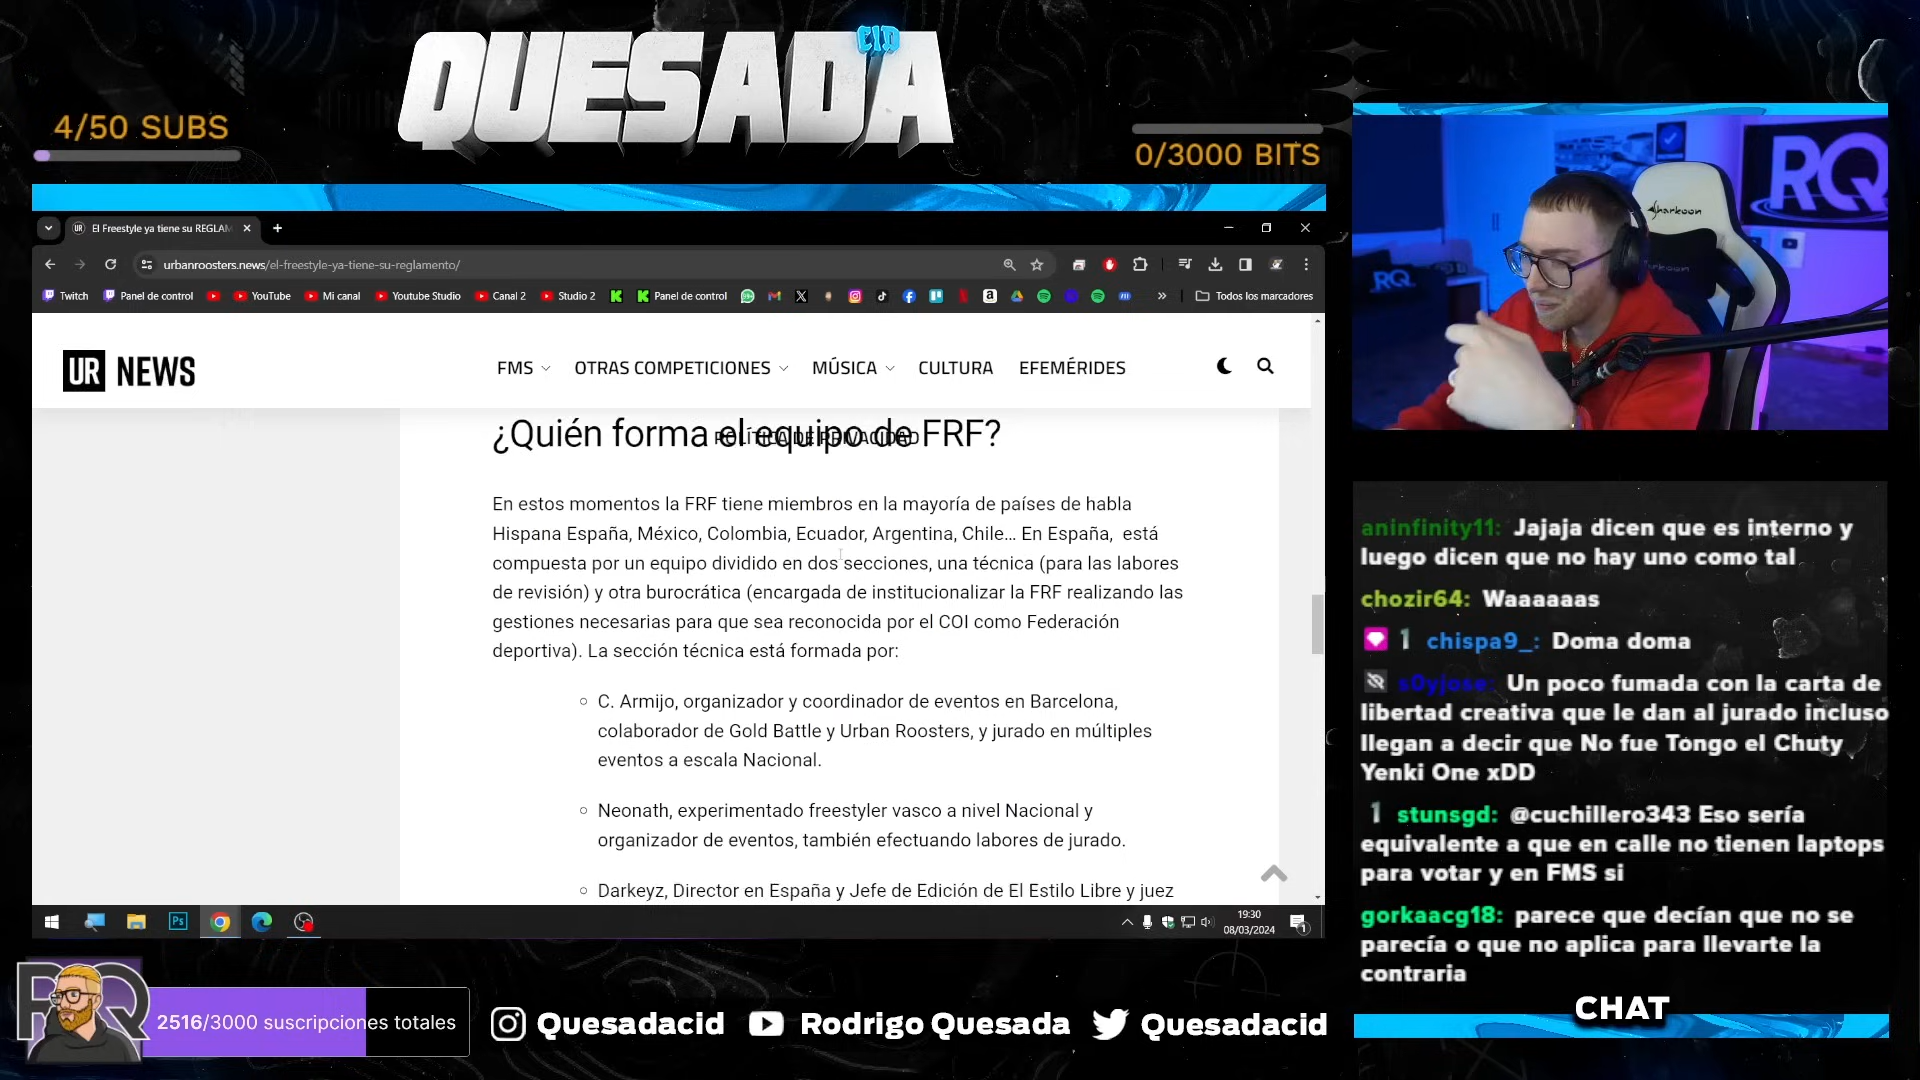 QUESADA
CID
4/50 SUBS
0/3000 BITS
El Freestyle ya tiene su REGLAM
urbanroosters.news/el-freestyle-ya-tiene-su-reglamento/
Twitch
Panel de control
YouTube
Mi canal
Youtube Studio
Canal 2
Studio 2
Panel de control
Todos los marcadores
UR NEWS
FMS
OTRAS COMPETICIONES
MÚSICA
CULTURA
EFEMÉRIDES
POLÍTICA DE PRIVACIDAD
¿Quién forma el equipo de FRF?
En estos momentos la FRF tiene miembros en la mayoría de países de habla
Hispana España, México, Colombia, Ecuador, Argentina, Chile... En España, está
compuesta por un equipo dividido en dos secciones, una técnica (para las labores
de revisión) y otra burocrática (encargada de institucionalizar la FRF realizando las
gestiones necesarias para que sea reconocida por el COI como Federación
deportiva). La sección técnica está formada por:
C. Armijo, organizador y coordinador de eventos en Barcelona,
colaborador de Gold Battle y Urban Roosters, y jurado en múltiples
eventos a escala Nacional.
Neonath, experimentado freestyler vasco a nivel Nacional y
organizador de eventos, también efectuando labores de jurado.
Darkeyz, Director en España y Jefe de Edición de El Estilo Libre y juez
Ps
19:30
08/03/2024
RQ
Sharkoon
RQ
aninfinity11: Jajaja dicen que es interno y
luego dicen que no hay uno como tal
chozir64: Waaaaaas
1 chispa9_: Doma doma
s0yjose: Un poco fumada con la carta de
libertad creativa que le dan al jurado incluso
llegan a decir que No fue Tongo el Chuty
Yenki One xDD
1 stunsgd: @cuchillero343 Eso sería
equivalente a que en calle no tienen laptops
para votar y en FMS si
gorkaacg18: parece que decían que no se
parecía o que no aplica para llevarte la
contraria
CHAT
RQ
2516/3000 suscripciones totales
Quesadacid
Rodrigo Quesada
Quesadacid